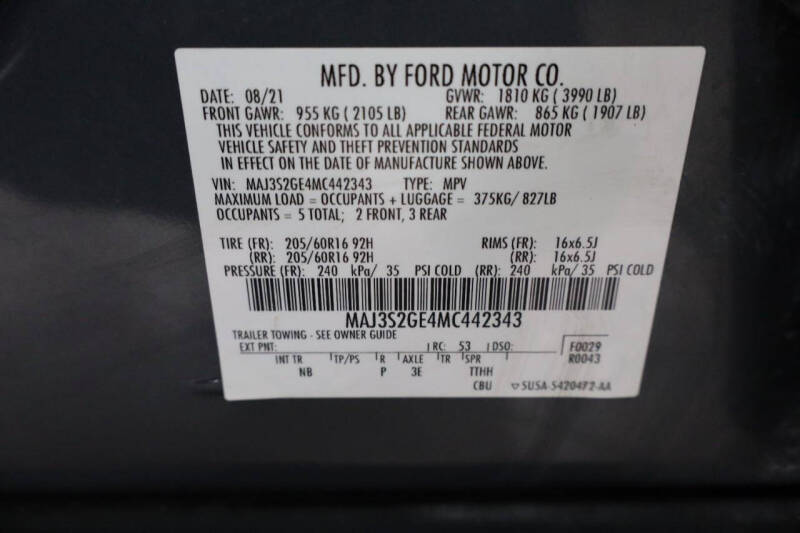 MFD. BY FORD MOTOR CO.
DATE: 08/21 GVWR: 1810 KG ( 3990 LB)
FRONT GAWR: 955 KG ( 2105 LB) REAR GAWR: 865 KG ( 1907 LB)
THIS VEHICLE CONFORMS TO ALL APPLICABLE FEDERAL MOTOR
VEHICLE SAFETY AND THEFT PREVENTION STANDARDS
IN EFFECT ON THE DATE OF MANUFACTURE SHOWN ABOVE.
VIN: MAJ3S2GE4MC442343 TYPE: MPV
MAXIMUM LOAD = OCCUPANTS + LUGGAGE = 375KG/ 827LB
OCCUPANTS = 5 TOTAL; 2 FRONT, 3 REAR
TIRE (FR): 205/60R16 92H RIMS (FR): 16x6.5J
(RR): 205/60R16 92H (RR): 16x6.5J
PRESSURE (FR): 240 kPa/ 35 PSI COLD (RR): 240 kPa/ 35 PSI COLD
MAJ3S2GE4MC442343
TRAILER TOWING - SEE OWNER GUIDE
EXT PNT: RC: 53 DSO: F0029
INT TR TP/PS R AXLE TR SPR R0043
NB P 3E TTHH
CBU 5USA-5420472-AA